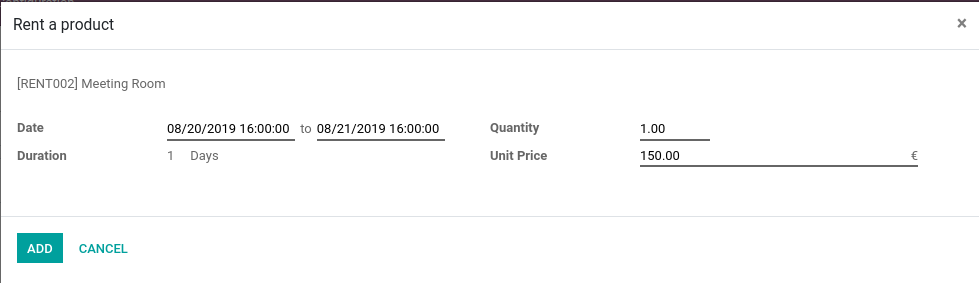 Rent a product ×
[RENT002] Meeting Room
Date 08/20/2019 16:00:00 to 08/21/2019 16:00:00 Quantity 1.00
Duration 1 Days Unit Price 150.00 €
ADD CANCEL